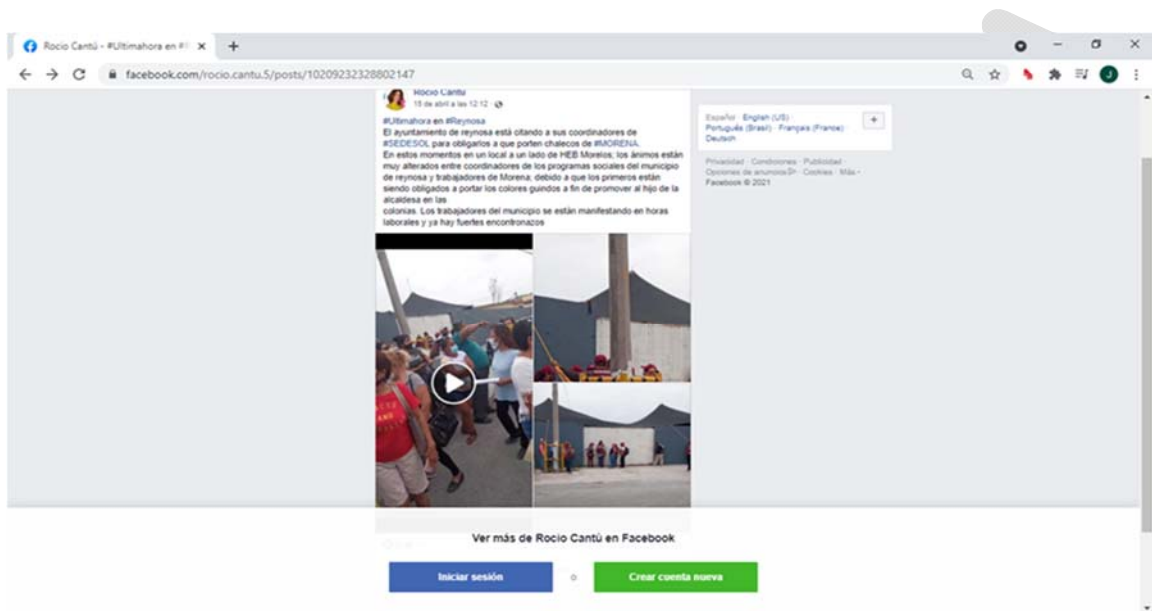 Rocio Cantú - #Ultimahora en #R
facebook.com/rocio.cantu.5/posts/10209232328802147
Rocio Cantú
15 de abril a las 12:12
#Ultimahora en #Reynosa
El ayuntamiento de reynosa está citando a sus coordinadores de
#SEDESOL para obligarlos a que porten chalecos de #MORENA.
En estos momentos en un local a un lado de HEB Morelos, los ánimos están
muy alterados entre coordinadores de los programas sociales del municipio
de reynosa y trabajadores de Morena; debido a que los primeros están
siendo obligados a portar los colores guindos a fin de promover al hijo de la
alcaldesa en las
colonias. Los trabajadores del municipio se están manifestando en horas
laborales y ya hay fuertes encontronazos
Español · English (US) ·
Português (Brasil) · Français (France) ·
Deutsch
Privacidad · Condiciones · Publicidad ·
Opciones de anuncios · Cookies · Más
Facebook © 2021
Ver más de Rocio Cantú en Facebook
Iniciar sesión
o
Crear cuenta nueva